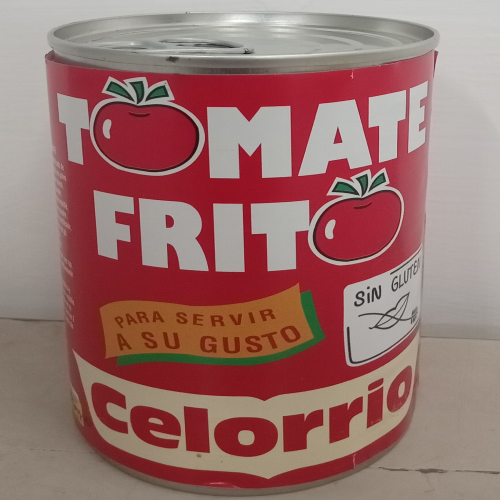 TOMATE
FRITO
SiN GLUTEN
PARA SERVIR
A SU GUSTO
celorrio